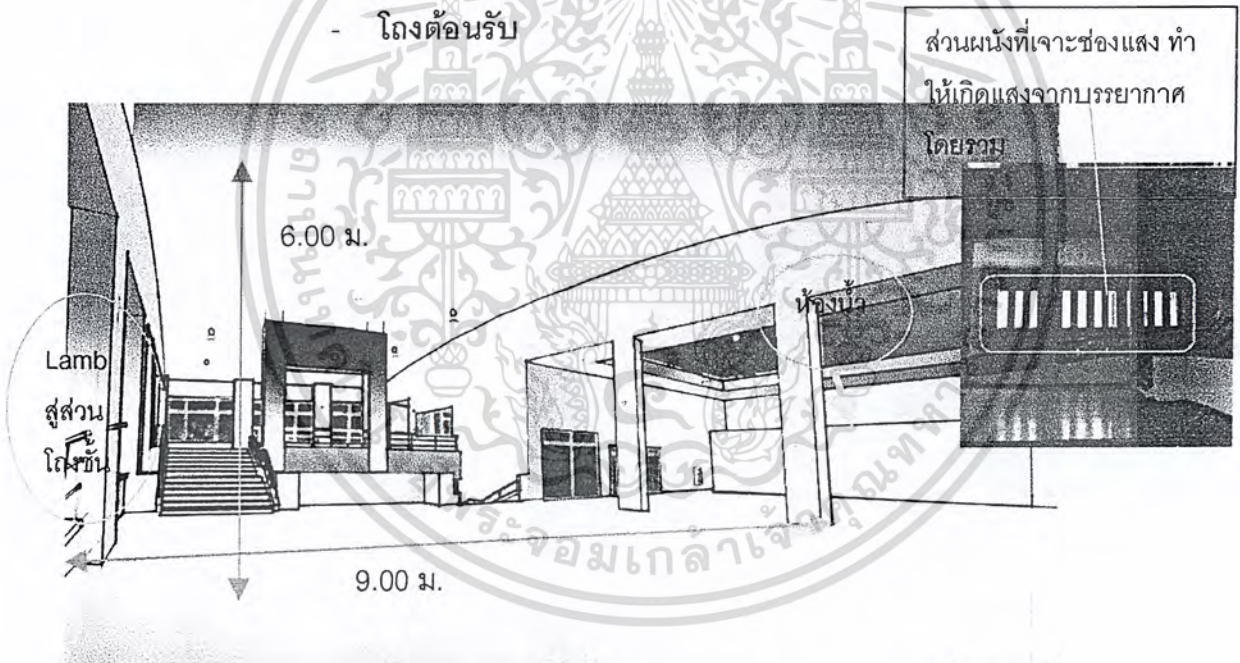 - โถงต้อนรับ
ส่วนผนังที่เจาะช่องแสง ทำ
ให้เกิดแสงจากบรรยากาศ
โดยรวม
6.00 ม.
ห้องน้ำ
Lamb
สู่ส่วน
โถงชั้น
9.00 ม.